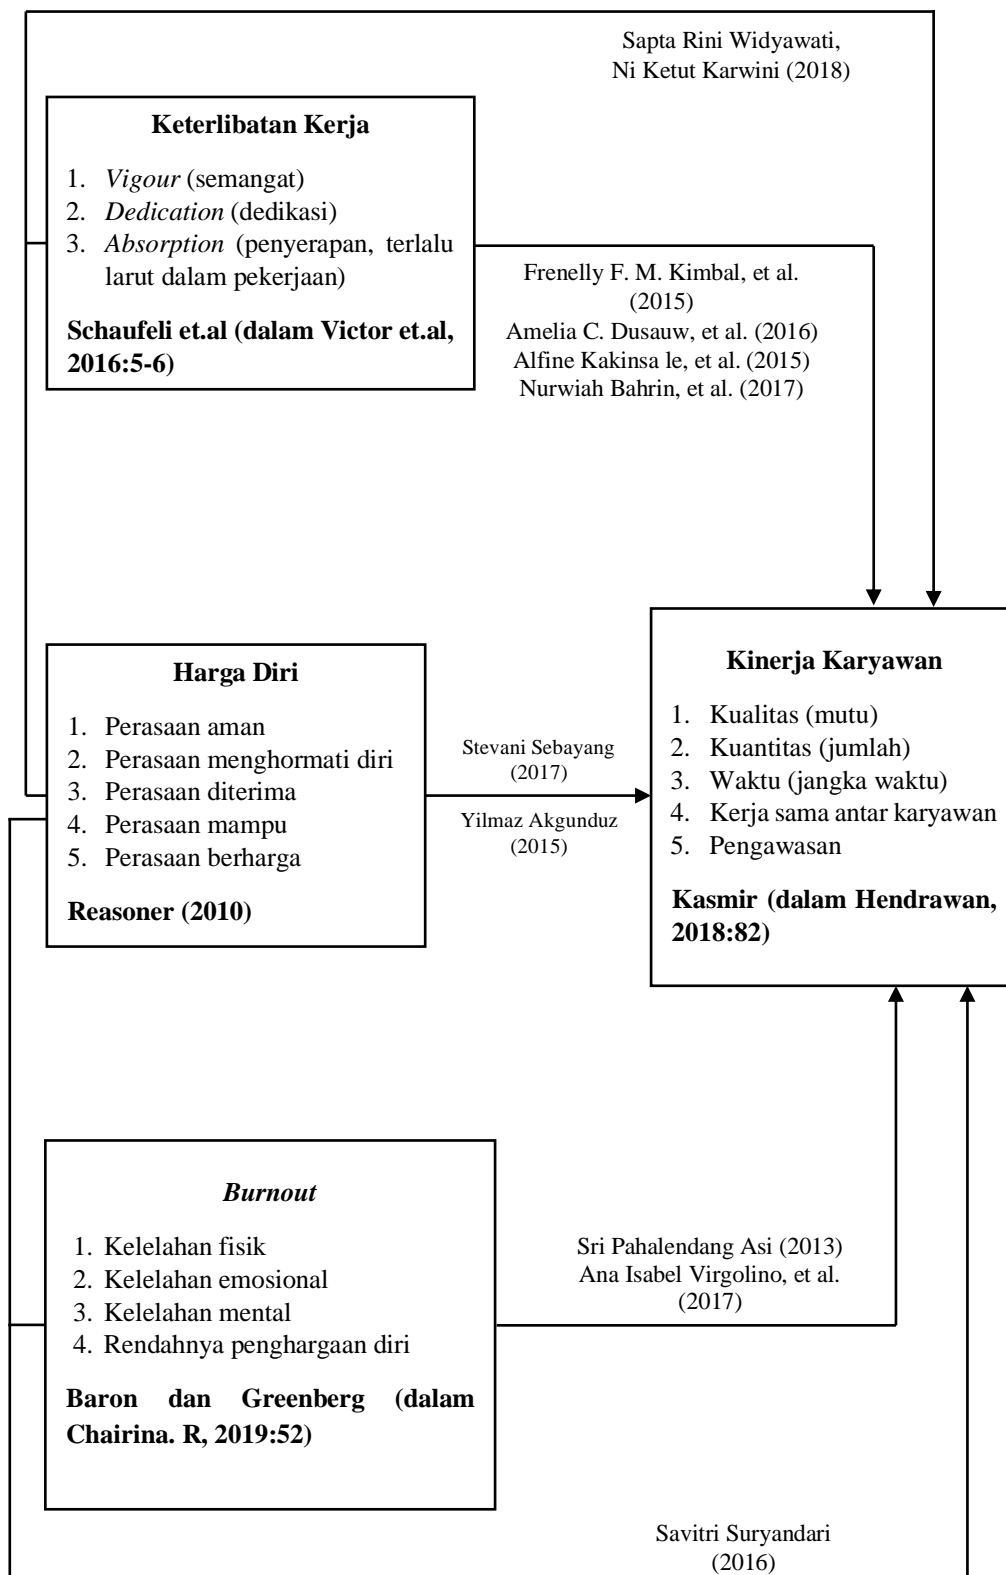 Sapta Rini Widyawati,
Ni Ketut Karwini (2018)
Keterlibatan Kerja
1. Vigour (semangat)
2. Dedication (dedikasi)
3. Absorption (penyerapan, terlalu
larut dalam pekerjaan)
Schaufeli et.al (dalam Victor et.al,
2016:5-6)
Frenelly F. M. Kimbal, et al.
(2015)
Amelia C. Dusauw, et al. (2016)
Alfine Kakinsa le, et al. (2015)
Nurwiah Bahrin, et al. (2017)
Harga Diri
1. Perasaan aman
2. Perasaan menghormati diri
3. Perasaan diterima
4. Perasaan mampu
5. Perasaan berharga
Reasoner (2010)
Stevani Sebayang
(2017)
Yilmaz Akgunduz
(2015)
Kinerja Karyawan
1. Kualitas (mutu)
2. Kuantitas (jumlah)
3. Waktu (jangka waktu)
4. Kerja sama antar karyawan
5. Pengawasan
Kasmir (dalam Hendrawan,
2018:82)
Burnout
1. Kelelahan fisik
2. Kelelahan emosional
3. Kelelahan mental
4. Rendahnya penghargaan diri
Baron dan Greenberg (dalam
Chairina. R, 2019:52)
Sri Pahalendang Asi (2013)
Ana Isabel Virgolino, et al.
(2017)
Savitri Suryandari
(2016)